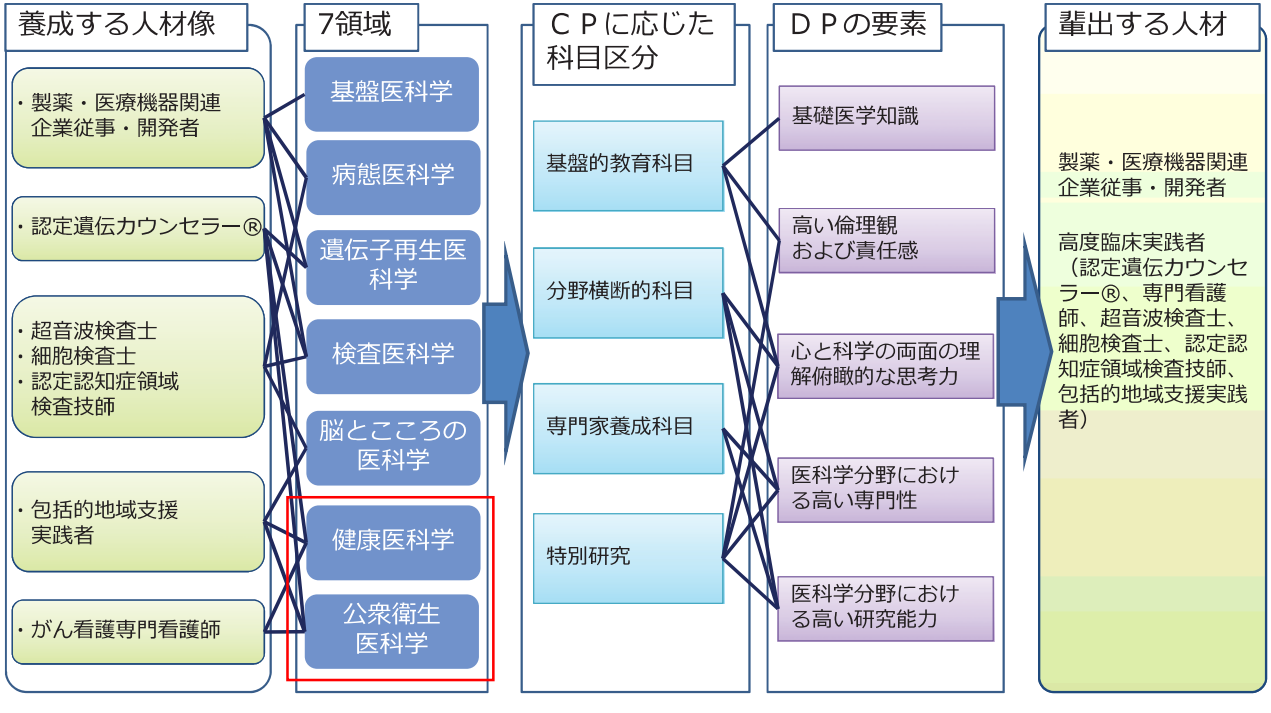 養成する人材像
・製薬・医療機器関連
企業従事・開発者
・認定遺伝カウンセラー®
・超音波検査士
・細胞検査士
・認定認知症領域
検査技師
・包括的地域支援
実践者
・がん看護専門看護師
7領域
基盤医科学
病態医科学
遺伝子再生医
科学
検査医科学
脳とこころの
医科学
健康医科学
公衆衛生
医科学
ＣＰに応じた
科目区分
基盤的教育科目
分野横断的科目
専門家養成科目
特別研究
ＤＰの要素
基礎医学知識
高い倫理観
および責任感
心と科学の両面の理
解俯瞰的な思考力
医科学分野におけ
る高い専門性
医科学分野におけ
る高い研究能力
輩出する人材
製薬・医療機器関連
企業従事・開発者
高度臨床実践者
（認定遺伝カウンセ
ラー®、専門看護
師、超音波検査士、
細胞検査士、認定認
知症領域検査技師、
包括的地域支援実践
者）